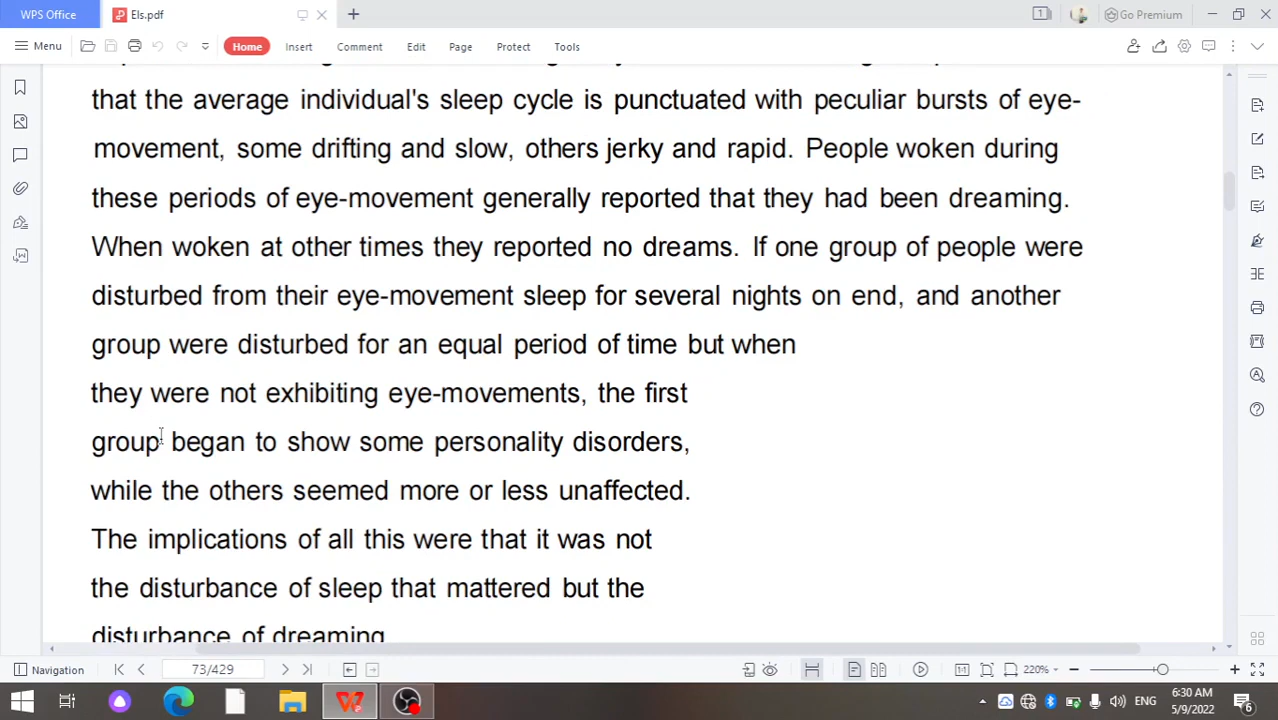 WPS Office
Els.pdf
1
Go Premium
Menu
Home
Insert
Comment
Edit
Page
Protect
Tools
that the average individual's sleep cycle is punctuated with peculiar bursts of eye-
movement, some drifting and slow, others jerky and rapid. People woken during
these periods of eye-movement generally reported that they had been dreaming.
When woken at other times they reported no dreams. If one group of people were
disturbed from their eye-movement sleep for several nights on end, and another
group were disturbed for an equal period of time but when
they were not exhibiting eye-movements, the first
group began to show some personality disorders,
while the others seemed more or less unaffected.
The implications of all this were that it was not
the disturbance of sleep that mattered but the
disturbance of dreaming.
Navigation
73/429
220%
ENG
6:30 AM
5/9/2022
6